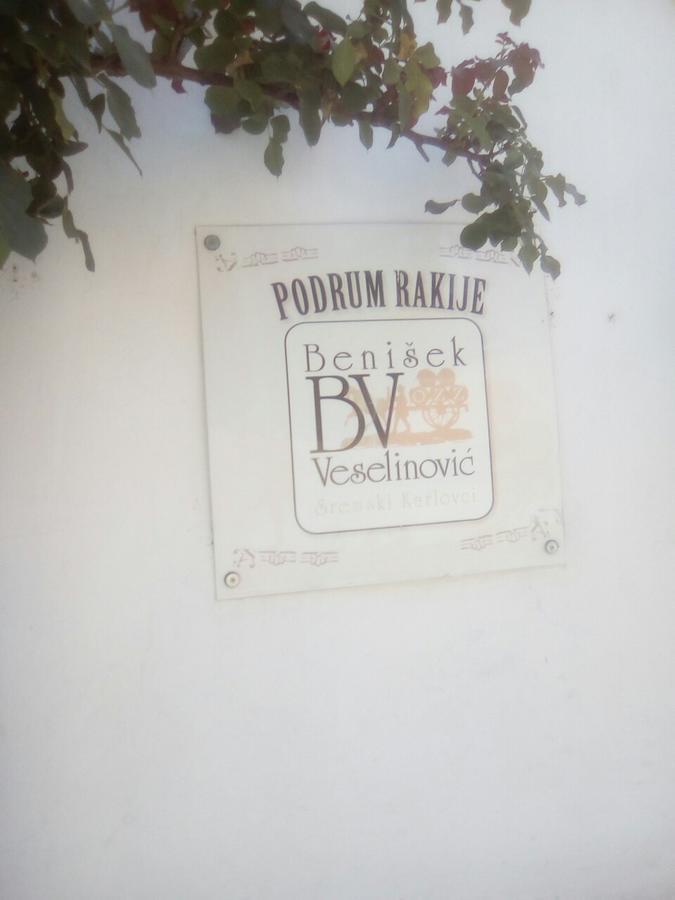 PODRUM RAKIJE
Benišek
BV
Veselinović
Sremski Karlovci